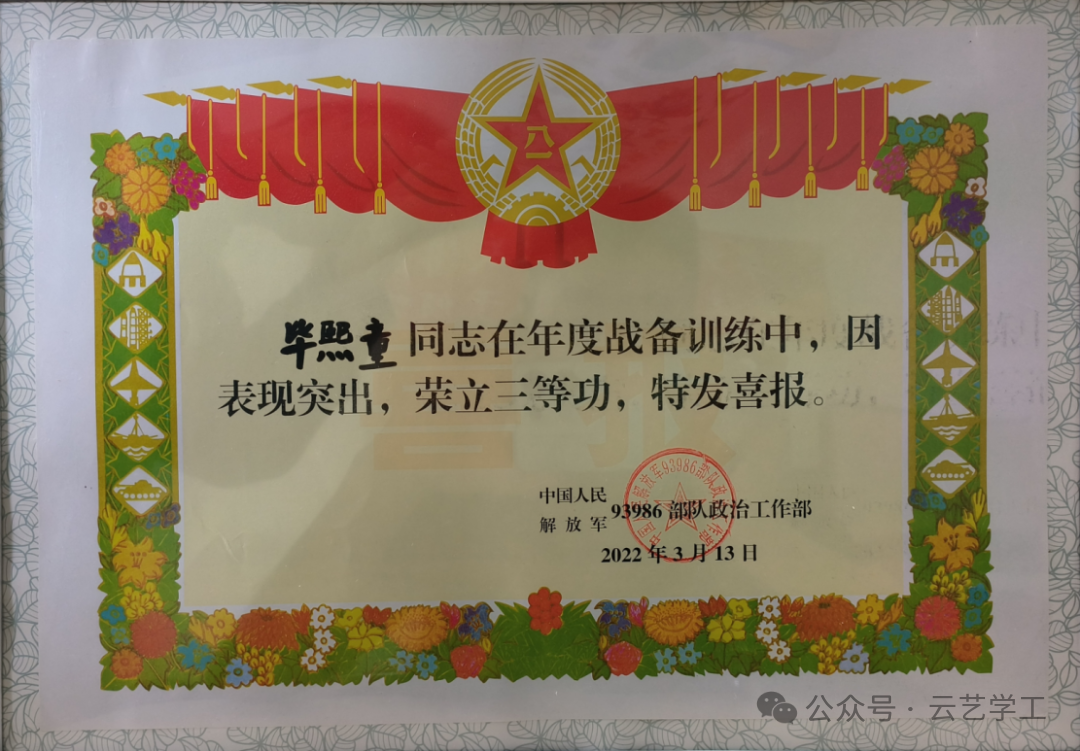 八一
毕熙童同志在年度战备训练中，因
表现突出，荣立三等功，特发喜报。
中国人民
解放军 93986部队政治工作部
2022年3月13日
公众号·云艺学工